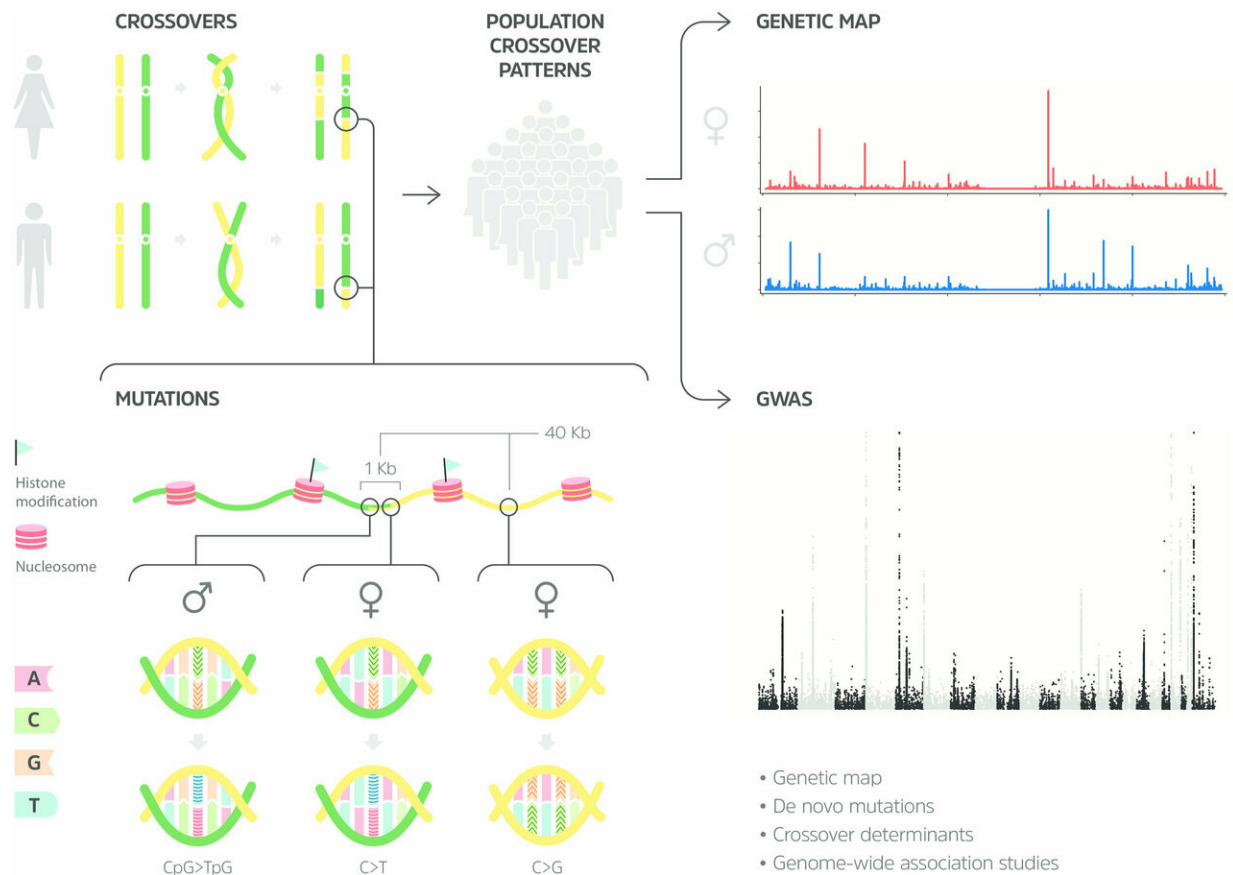 CROSSOVERS
POPULATION
CROSSOVER
PATTERNS
GENETIC MAP
MUTATIONS
GWAS
40 Kb
1 Kb
Histone
modification
Nucleosome
A
C
G
T
CpG>TpG
C>T
C>G
• Genetic map
• De novo mutations
• Crossover determinants
• Genome-wide association studies